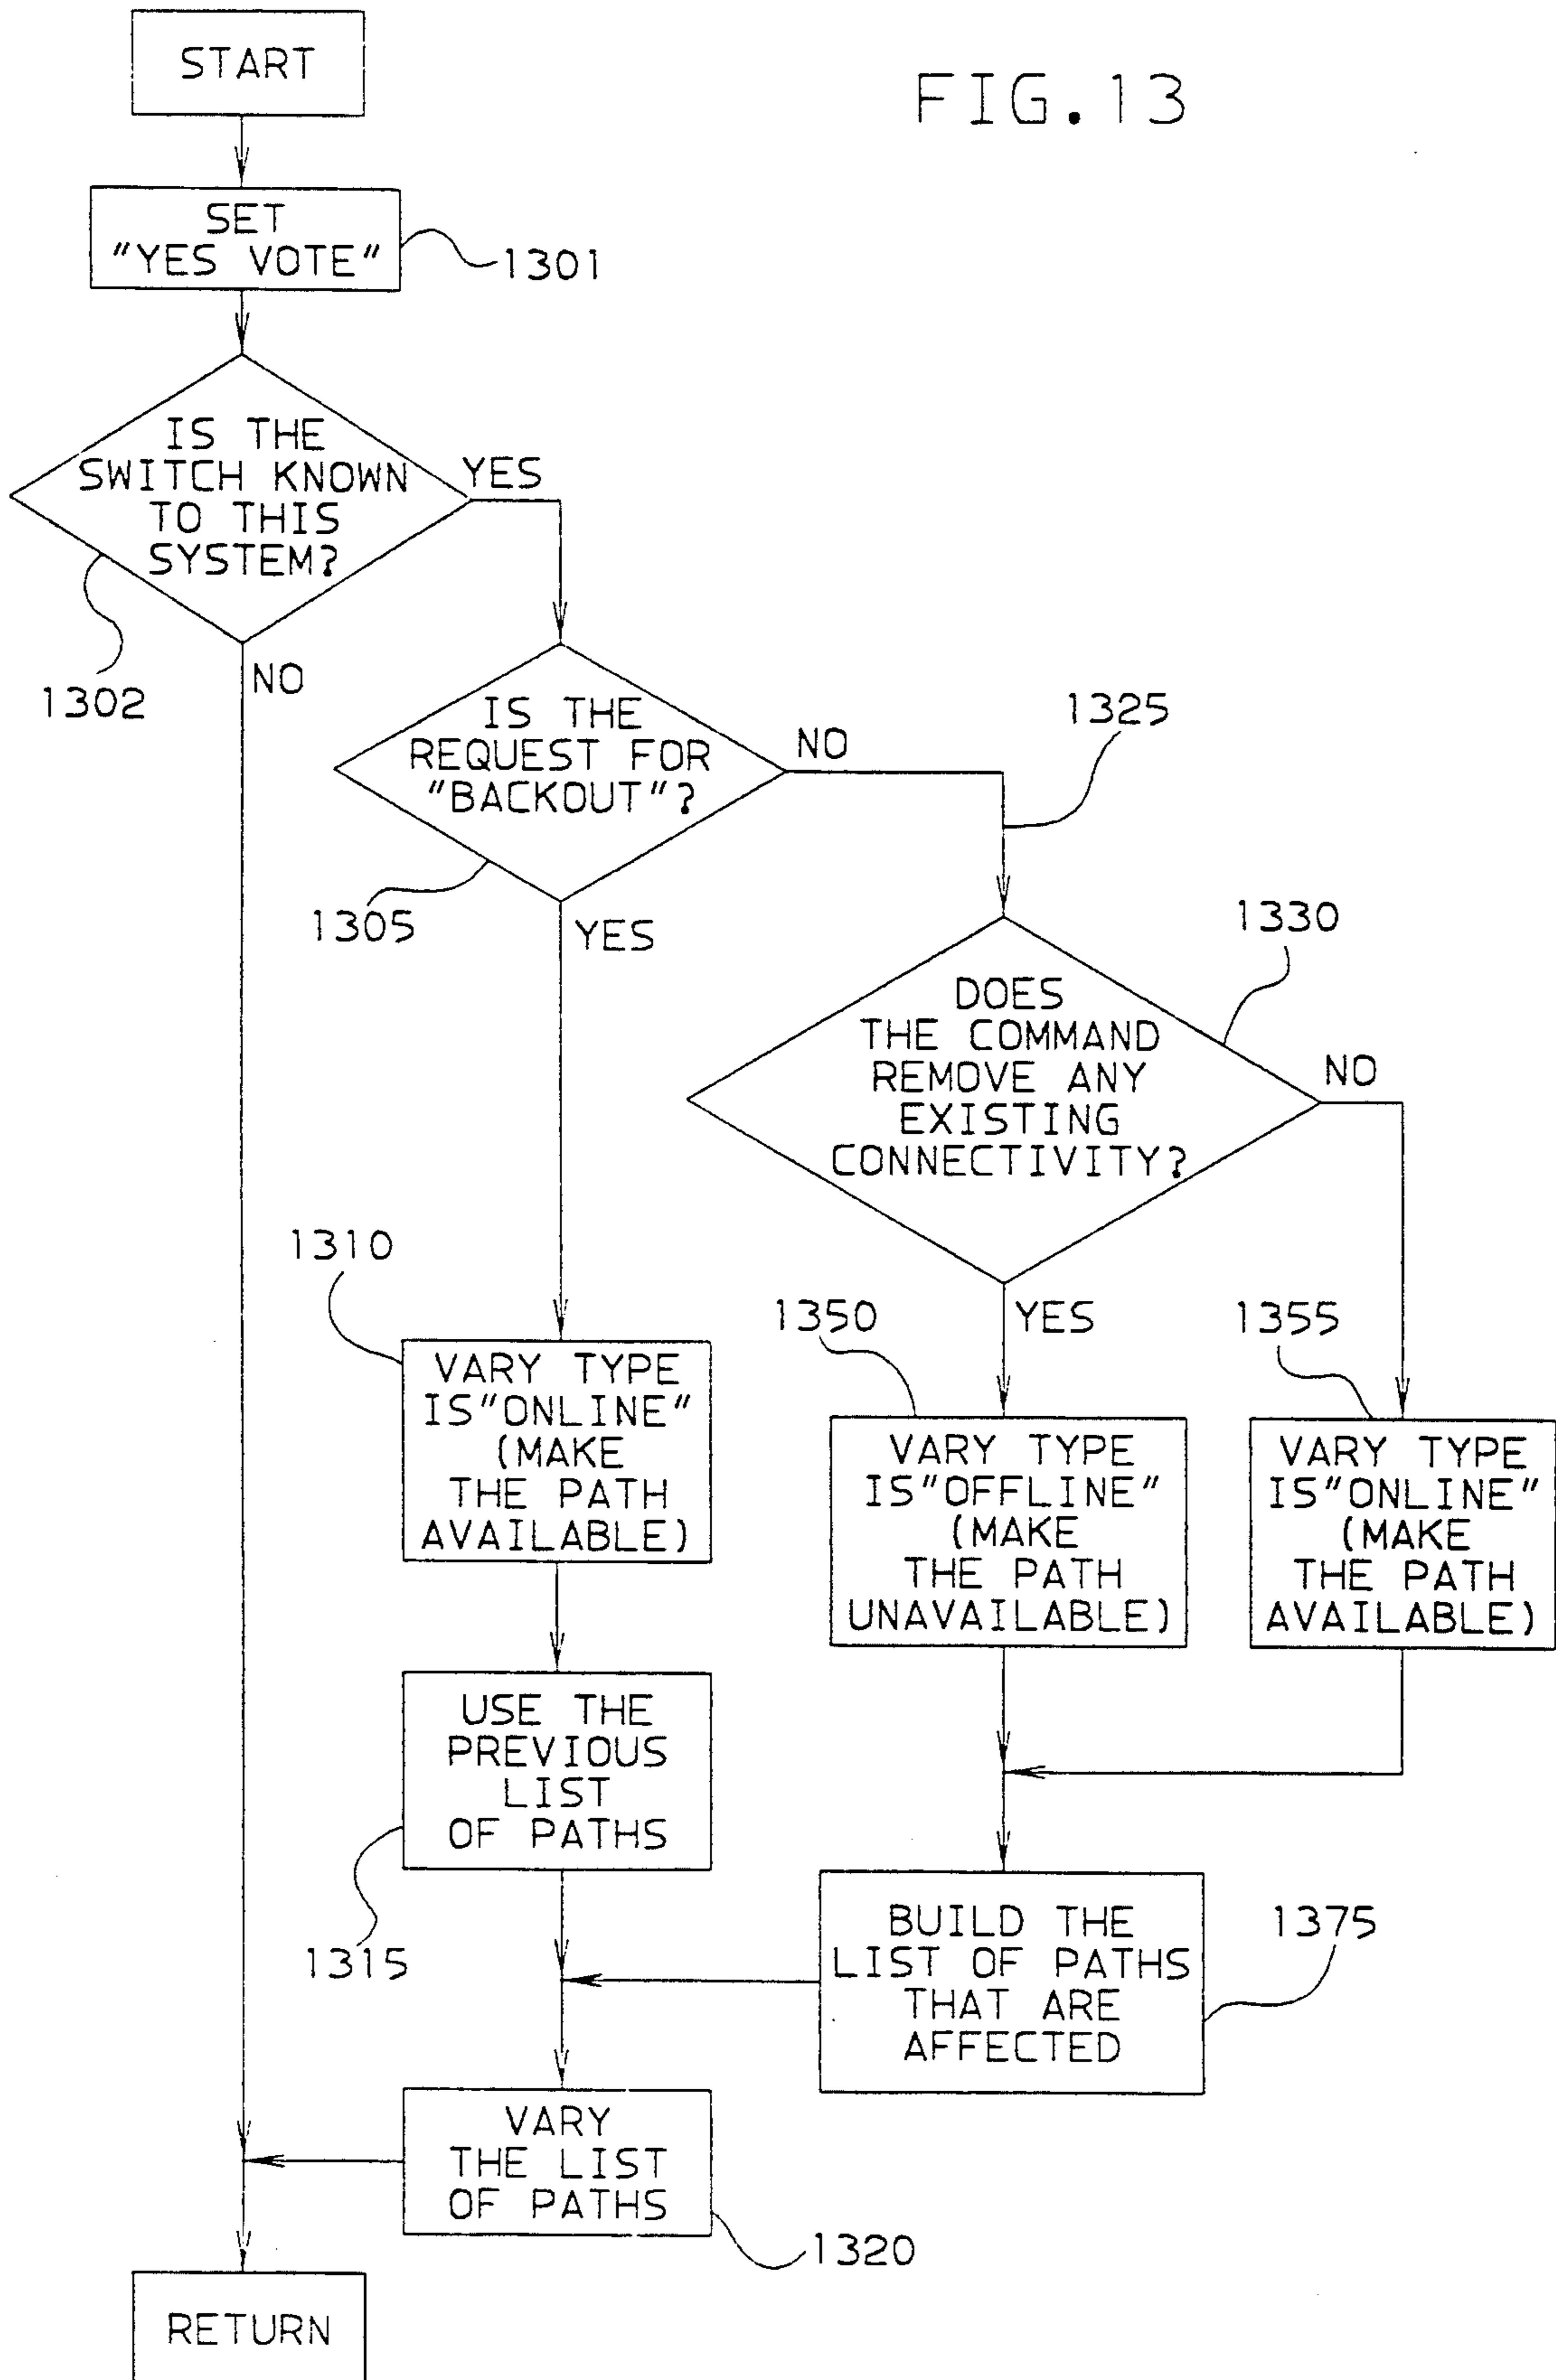 START
FIG.13
SET
"YES VOTE"
1301
IS THE
SWITCH KNOWN
TO THIS
SYSTEM?
YES
1302
NO
IS THE
REQUEST FOR
"BACKOUT"?
NO
1325
1305
YES
1330
DOES
THE COMMAND
REMOVE ANY
EXISTING
CONNECTIVITY?
NO
1310
YES
1350
1355
VARY TYPE
IS"ONLINE"
(MAKE
THE PATH
AVAILABLE)
VARY TYPE
IS"OFFLINE"
(MAKE
THE PATH
UNAVAILABLE)
VARY TYPE
IS"ONLINE"
(MAKE
THE PATH
AVAILABLE)
USE THE
PREVIOUS
LIST
OF PATHS
1315
BUILD THE
LIST OF PATHS
THAT ARE
AFFECTED
1375
VARY
THE LIST
OF PATHS
1320
RETURN